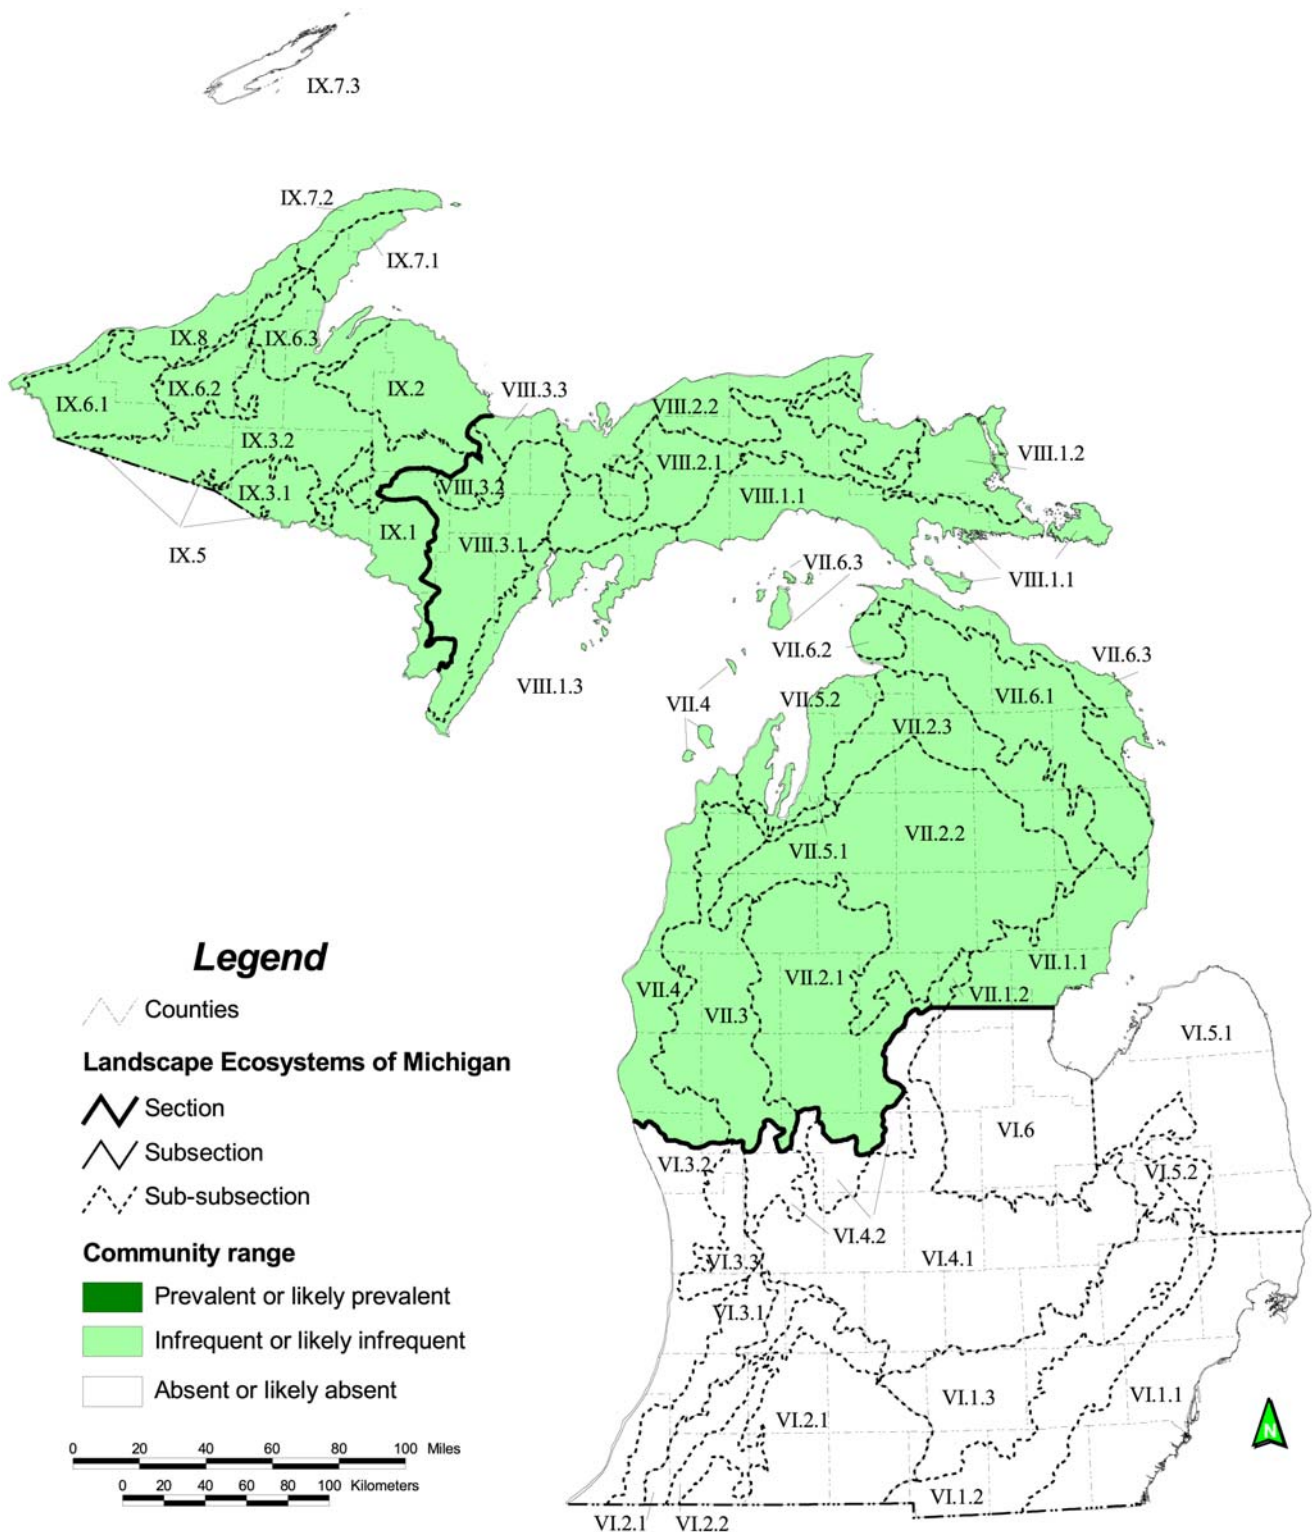 IX.7.3
IX.7.2
IX.7.1
IX.8
IX.6.3
IX.6.2
IX.2
IX.6.1
VIII.3.3
VIII.2.2
IX.3.2
VIII.2.1
VIII.1.2
IX.3.1
VIII.3.2
VIII.1.1
IX.1
VIII.3.1
IX.5
VII.6.3
VIII.1.1
VII.6.2
VII.6.3
VIII.1.3
VII.4
VII.5.2
VII.6.1
VII.2.3
VII.2.2
VII.5.1
VII.1.1
VII.4
VII.2.1
VII.1.2
VII.3
VI.5.1
VI.6
VI.3.2
VI.5.2
VI.4.2
VI.4.1
VI.3.3
VI.3.1
VI.1.3
VI.1.1
VI.2.1
VI.1.2
VI.2.1
VI.2.2
Legend
Counties
Landscape Ecosystems of Michigan
Section
Subsection
Sub-subsection
Community range
Prevalent or likely prevalent
Infrequent or likely infrequent
Absent or likely absent
0 20 40 60 80 100 Miles
0 20 40 60 80 100 Kilometers
N